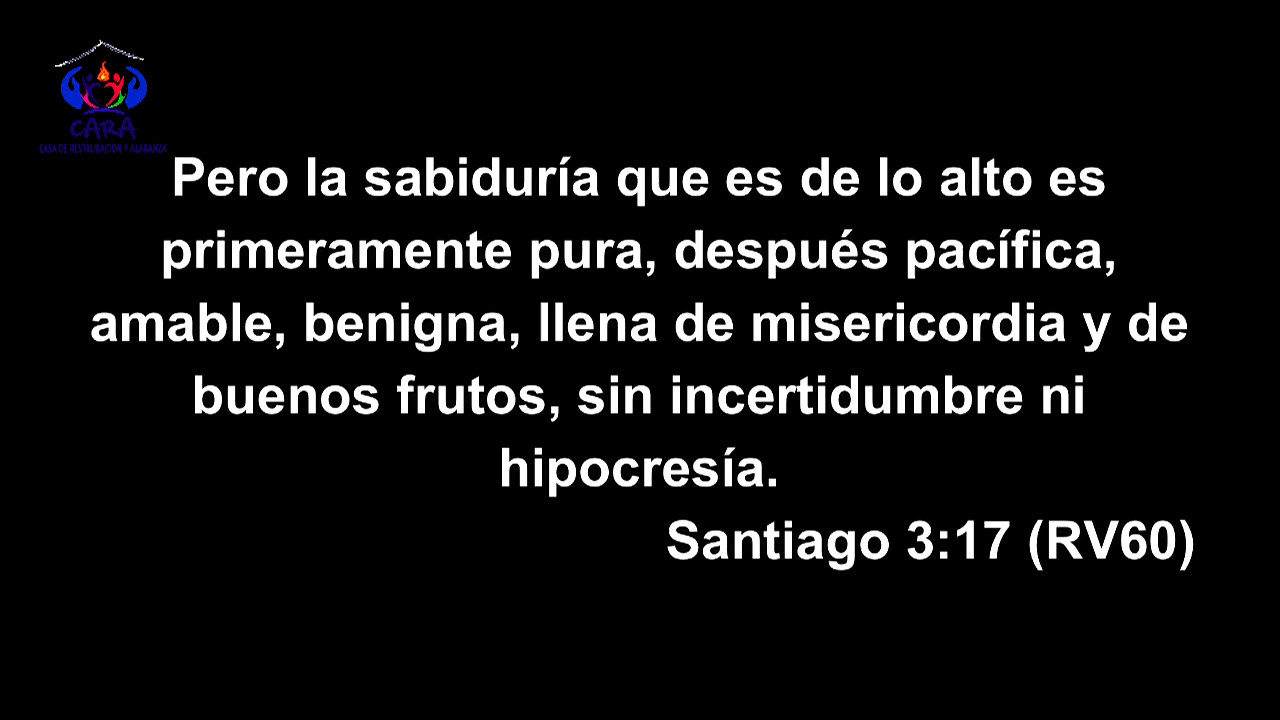 CARA
CASA DE RESTAURACION Y ALABANZA
Pero la sabiduría que es de lo alto es
primeramente pura, después pacífica,
amable, benigna, llena de misericordia y de
buenos frutos, sin incertidumbre ni
hipocresía.
Santiago 3:17 (RV60)